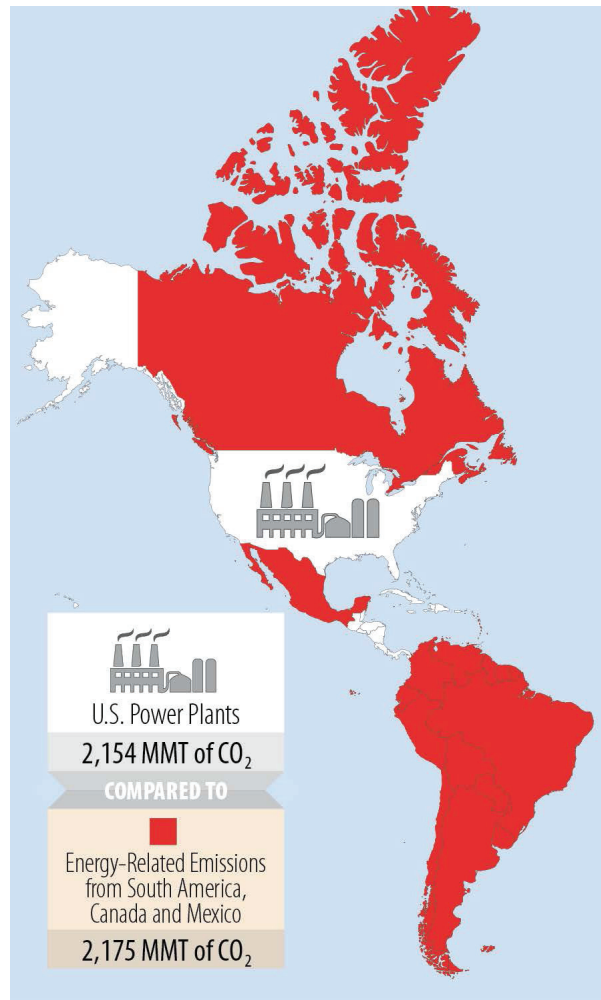 U.S. Power Plants
2,154 MMT of CO₂
COMPARED TO
Energy-Related Emissions
from South America,
Canada and Mexico
2,175 MMT of CO₂